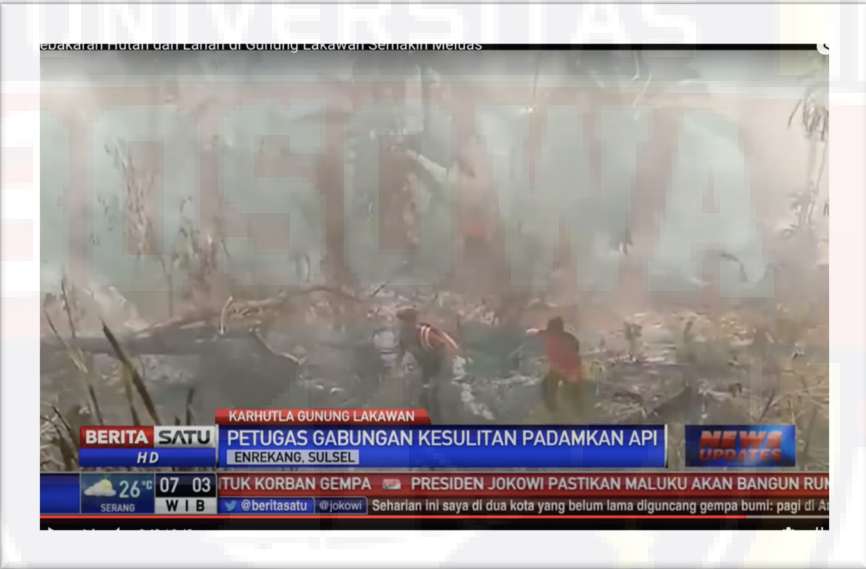 UNIVERSITAS
BOSOWA
ebakaran Hutan dan Lahan di Gunung Lakawan Semakin Meluas
KARHUTLA GUNUNG LAKAWAN
BERITA SATU
HD
PETUGAS GABUNGAN KESULITAN PADAMKAN API
ENREKANG, SULSEL
NEWS
UPDATES
26°C
SERANG
07 03
WIB
TUK KORBAN GEMPA PRESIDEN JOKOWI PASTIKAN MALUKU AKAN BANGUN RUM
@beritasatu @jokowi Seharian ini saya di dua kota yang belum lama diguncang gempa bumi: pagi di